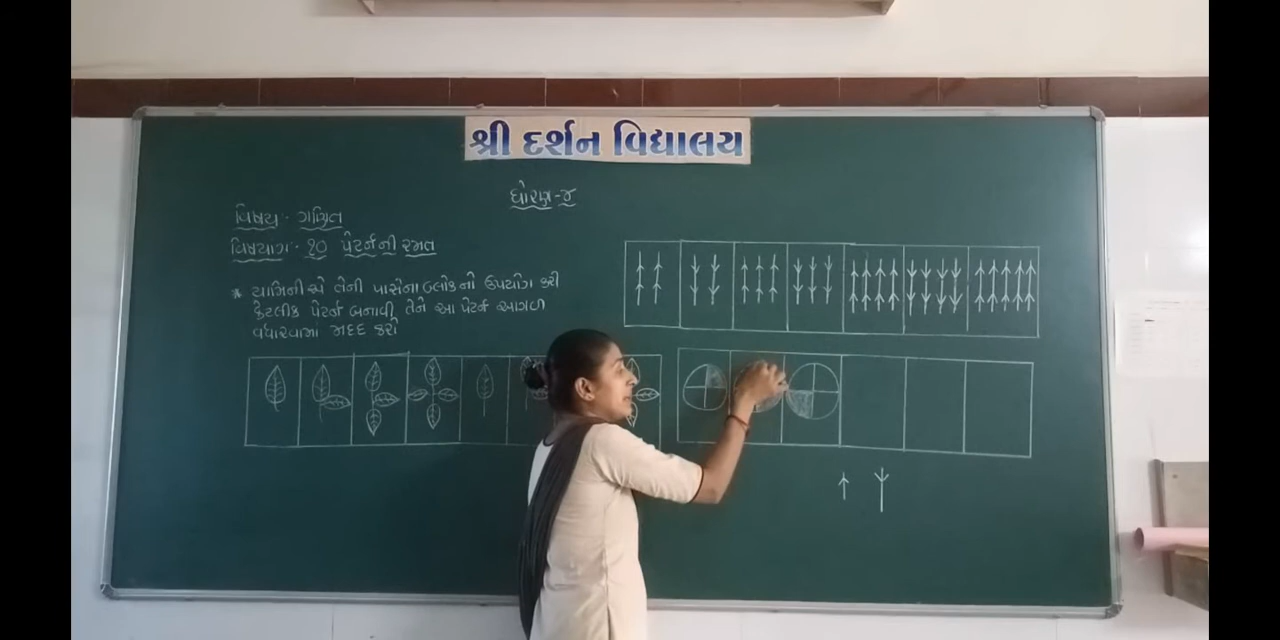 શ્રી દર્શન વિદ્યાલય
ધોરણ-૪
વિષય - ગણિત
વિષયાંગ - ૧૦ પેટર્નની રમત
* યામિની એ તેની પાસેના બ્લોકનો ઉપયોગ કરી
કેટલીક પેટર્ન બનાવી તેને આ પેટર્ન આગળ
વધારવામાં મદદ કરો